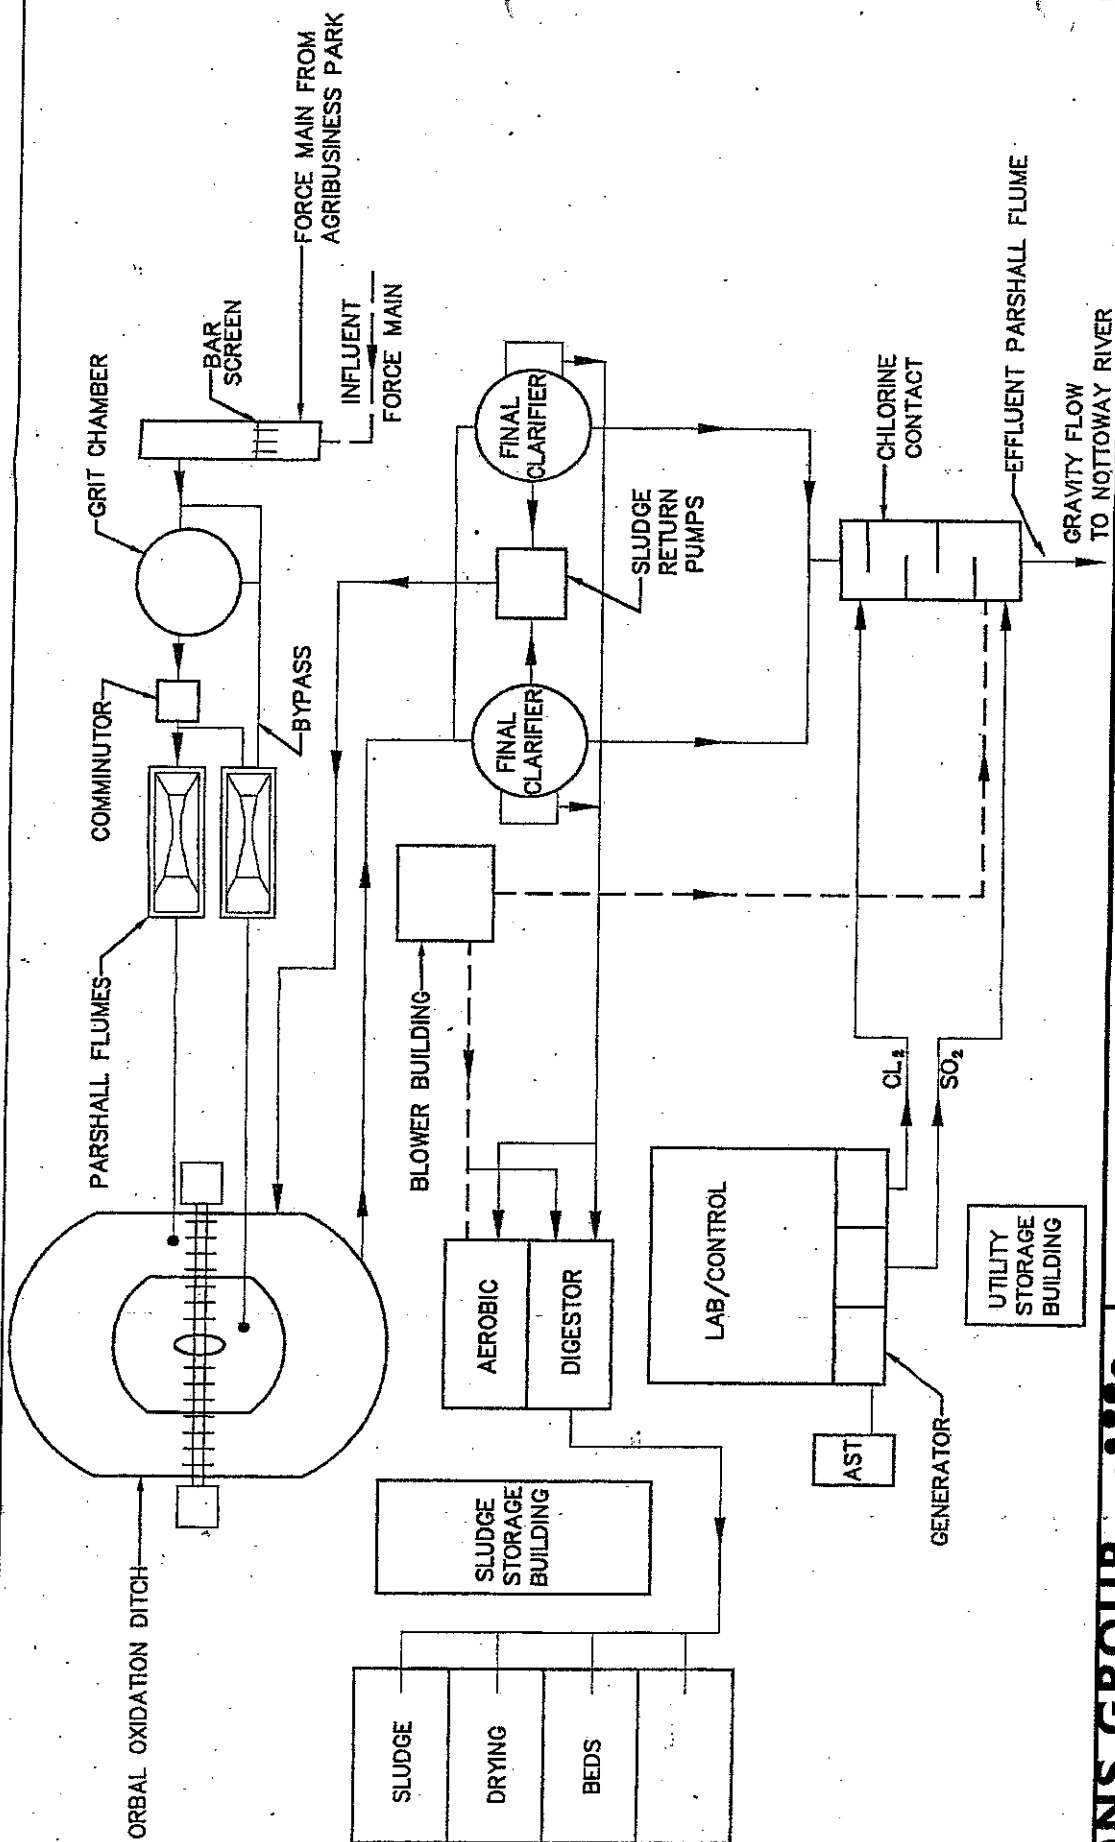 ORBAL OXIDATION DITCH
PARSHALL FLUMES
COMMINUTOR
GRIT CHAMBER
BAR
SCREEN
FORCE MAIN FROM
AGRIBUSINESS PARK
INFLUENT
FORCE MAIN
BYPASS
BLOWER BUILDING
FINAL
CLARIFIER
SLUDGE
RETURN
PUMPS
FINAL
CLARIFIER
SLUDGE
DRYING
BEDS
SLUDGE
STORAGE
BUILDING
AEROBIC
DIGESTOR
LAB/CONTROL
AST
GENERATOR
CL₂
SO₂
UTILITY
STORAGE
BUILDING
CHLORINE
CONTACT
EFFLUENT PARSHALL FLUME
GRAVITY FLOW
TO NOTTOWAY RIVER
GROUP